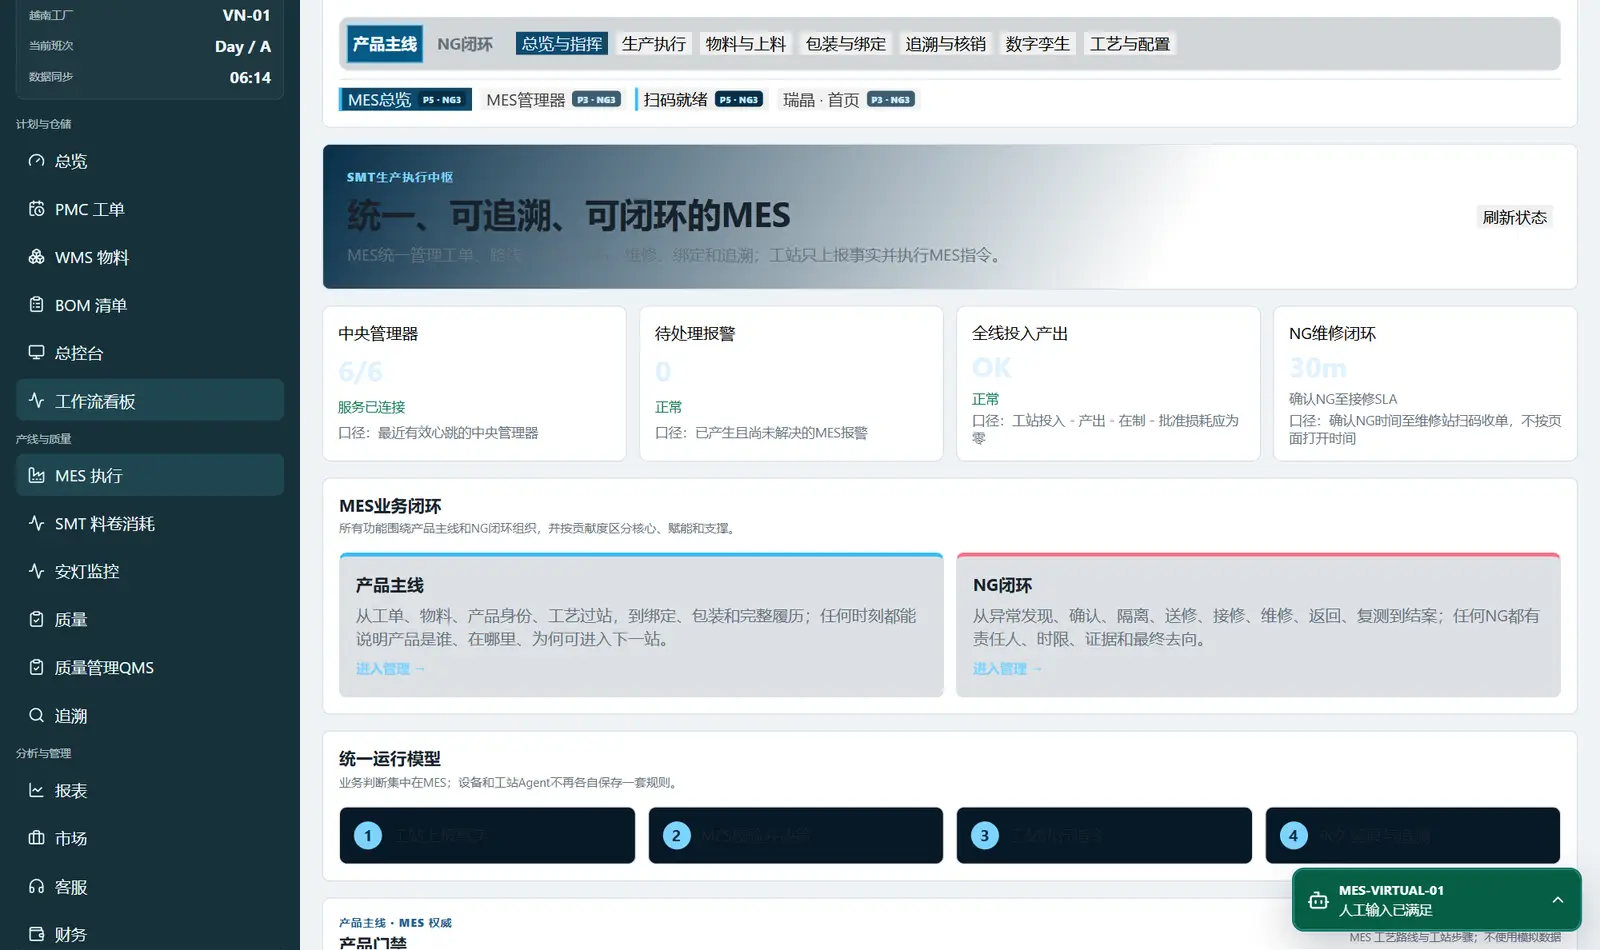 越南工厂 VN-01
当前班次 Day / A
数据同步 06:14
计划与仓储
总览
PMC 工单
WMS 物料
BOM 清单
总控台
工作流看板
产线与质量
MES 执行
SMT 料卷消耗
安灯监控
质量
质量管理QMS
追溯
分析与管理
报表
市场
客服
财务
产品主线 NG闭环 总览与指挥 生产执行 物料与上料 包装与绑定 追溯与核销 数字孪生 工艺与配置
MES总览 P5 · NG3 MES管理器 P3 · NG3 扫码就绪 P5 · NG3 瑞晶 · 首页 P3 · NG3
SMT生产执行中枢
统一、可追溯、可闭环的MES
MES统一管理工单、路线 维修、绑定和追溯；工站只上报事实并执行MES指令。
刷新状态
中央管理器
6/6
服务已连接
口径：最近有效心跳的中央管理器
待处理报警
0
正常
口径：已产生且尚未解决的MES报警
全线投入产出
OK
正常
口径：工站投入 - 产出 - 在制 - 批准损耗应为
零
NG维修闭环
30m
确认NG至接修SLA
口径：确认NG时间至维修站扫码收单，不按页
面打开时间
MES业务闭环
所有功能围绕产品主线和NG闭环组织，并按贡献度区分核心、赋能和支撑。
产品主线
从工单、物料、产品身份、工艺过站，到绑定、包装和完整履历；任何时刻都能
说明产品是谁、在哪里、为何可进入下一站。
进入管理 →
NG闭环
从异常发现、确认、隔离、送修、接修、维修、返回、复测到结案；任何NG都有
责任人、时限、证据和最终去向。
进入管理 →
统一运行模型
业务判断集中在MES；设备和工站Agent不再各自保存一套规则。
1
2
3
4
产品主线 · MES 权威
产品门禁
MES 工艺路线与工站步骤；不使用模拟数据
MES-VIRTUAL-01
人工输入已满足